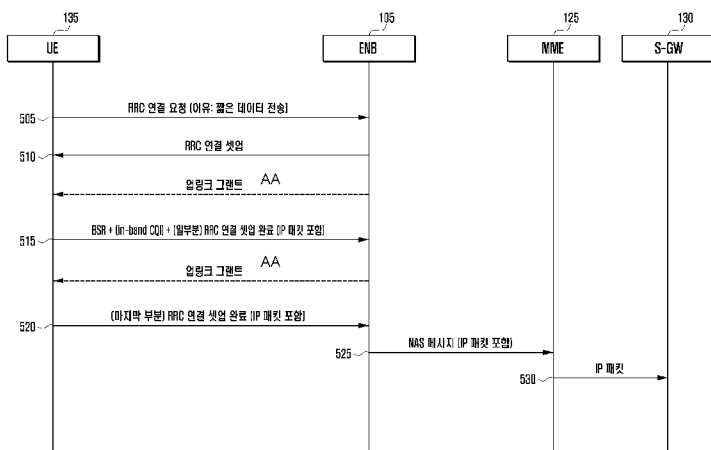 135 105 125 130
UE ENB MME S-GW
RRC 연결 요청 (이유: 짧은 데이터 전송)
505
RRC 연결 셋업
510
업링크 그랜트 AA
BSR + (in-band CQI) + (일부분) RRC 연결 셋업 완료 (IP 패킷 포함)
515
업링크 그랜트 AA
(마지막 부분) RRC 연결 셋업 완료 (IP 패킷 포함)
520
NAS 메시지 (IP 패킷 포함)
525
IP 패킷
530